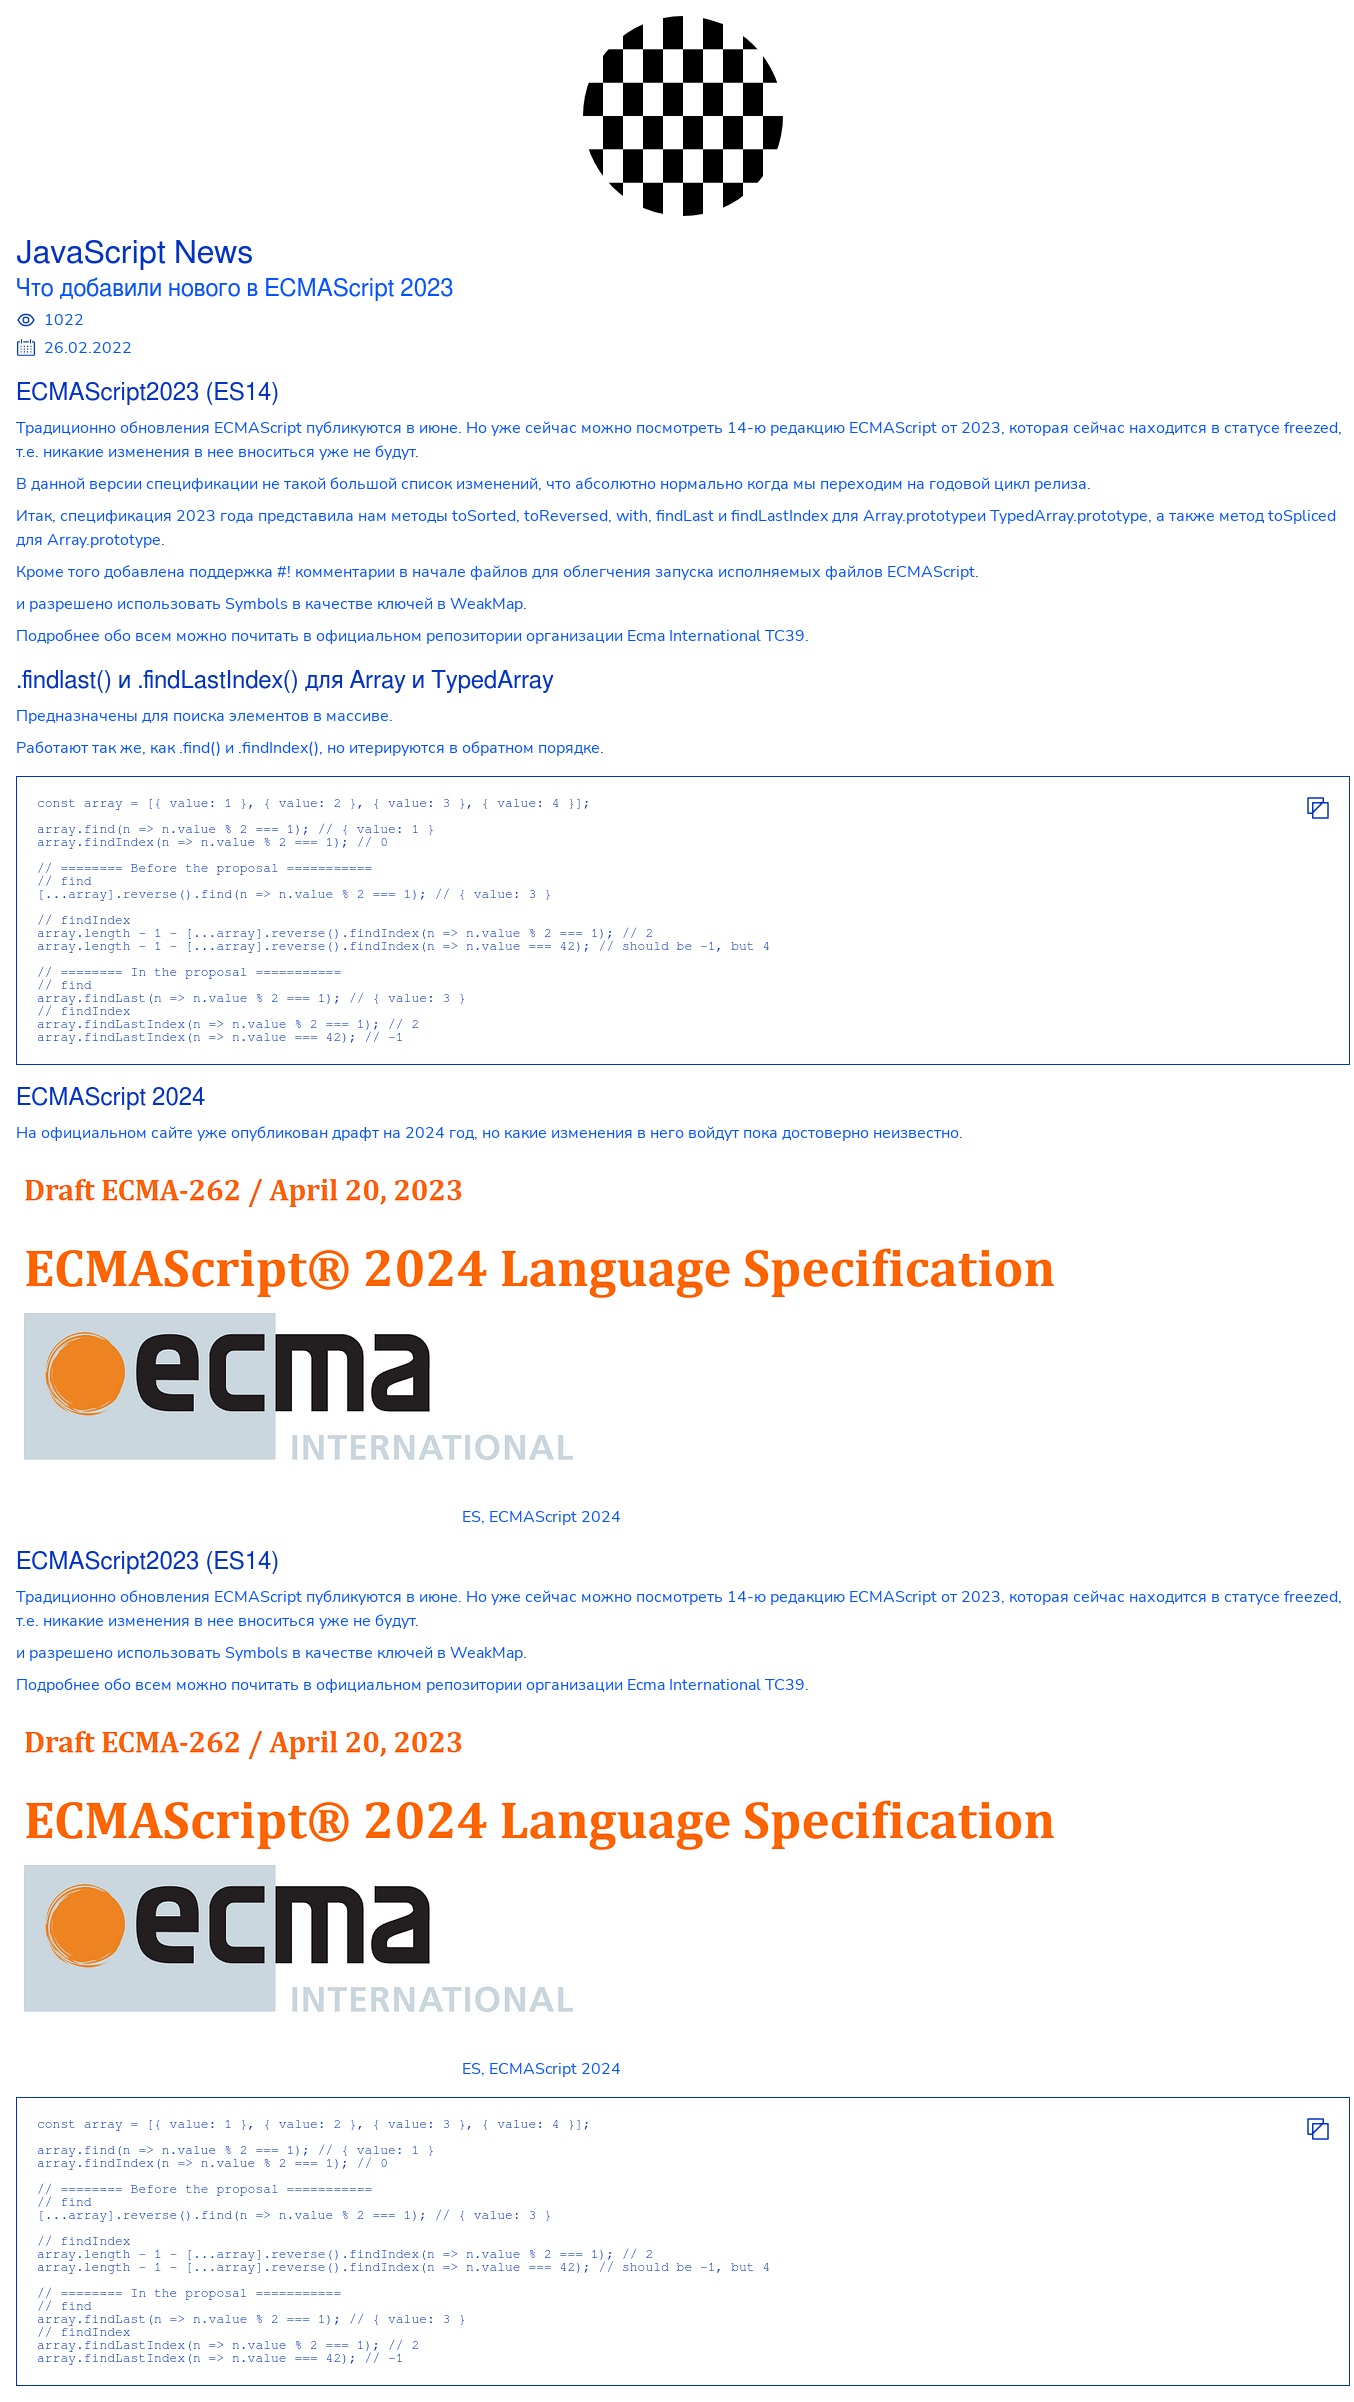 JavaScript News
Что добавили нового в ECMAScript 2023
1022
26.02.2022
ECMAScript2023 (ES14)
Традиционно обновления ECMAScript публикуются в июне. Но уже сейчас можно посмотреть 14-ю редакцию ECMAScript от 2023, которая сейчас находится в статусе freezed,
т.е. никакие изменения в нее вноситься уже не будут.
В данной версии спецификации не такой большой список изменений, что абсолютно нормально когда мы переходим на годовой цикл релиза.
Итак, спецификация 2023 года представила нам методы toSorted, toReversed, with, findLast и findLastIndex для Array.prototypeи TypedArray.prototype, а также метод toSpliced
для Array.prototype.
Кроме того добавлена поддержка #! комментарии в начале файлов для облегчения запуска исполняемых файлов ECMAScript.
и разрешено использовать Symbols в качестве ключей в WeakMap.
Подробнее обо всем можно почитать в официальном репозитории организации Ecma International TC39.
.findlast() и .findLastIndex() для Array и TypedArray
Предназначены для поиска элементов в массиве.
Работают так же, как .find() и .findIndex(), но итерируются в обратном порядке.
const array = [{ value: 1 }, { value: 2 }, { value: 3 }, { value: 4 }];
array.find(n => n.value % 2 === 1); // { value: 1 }
array.findIndex(n => n.value % 2 === 1); // 0
// ======== Before the proposal ===========
// find
[...array].reverse().find(n => n.value % 2 === 1); // { value: 3 }
// findIndex
array.length - 1 - [...array].reverse().findIndex(n => n.value % 2 === 1); // 2
array.length - 1 - [...array].reverse().findIndex(n => n.value === 42); // should be -1, but 4
// ======== In the proposal ===========
// find
array.findLast(n => n.value % 2 === 1); // { value: 3 }
// findIndex
array.findLastIndex(n => n.value % 2 === 1); // 2
array.findLastIndex(n => n.value === 42); // -1
ECMAScript 2024
На официальном сайте уже опубликован драфт на 2024 год, но какие изменения в него войдут пока достоверно неизвестно.
Draft ECMA-262 / April 20, 2023
ECMAScript® 2024 Language Specification
ecma
INTERNATIONAL
ES, ECMAScript 2024
ECMAScript2023 (ES14)
Традиционно обновления ECMAScript публикуются в июне. Но уже сейчас можно посмотреть 14-ю редакцию ECMAScript от 2023, которая сейчас находится в статусе freezed,
т.е. никакие изменения в нее вноситься уже не будут.
и разрешено использовать Symbols в качестве ключей в WeakMap.
Подробнее обо всем можно почитать в официальном репозитории организации Ecma International TC39.
Draft ECMA-262 / April 20, 2023
ECMAScript® 2024 Language Specification
ecma
INTERNATIONAL
ES, ECMAScript 2024
const array = [{ value: 1 }, { value: 2 }, { value: 3 }, { value: 4 }];
array.find(n => n.value % 2 === 1); // { value: 1 }
array.findIndex(n => n.value % 2 === 1); // 0
// ======== Before the proposal ===========
// find
[...array].reverse().find(n => n.value % 2 === 1); // { value: 3 }
// findIndex
array.length - 1 - [...array].reverse().findIndex(n => n.value % 2 === 1); // 2
array.length - 1 - [...array].reverse().findIndex(n => n.value === 42); // should be -1, but 4
// ======== In the proposal ===========
// find
array.findLast(n => n.value % 2 === 1); // { value: 3 }
// findIndex
array.findLastIndex(n => n.value % 2 === 1); // 2
array.findLastIndex(n => n.value === 42); // -1